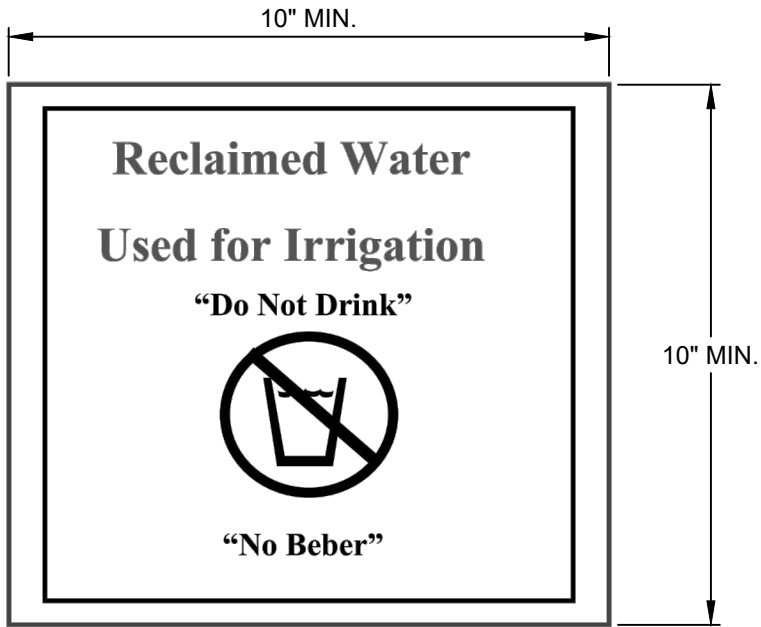 10" MIN.
Reclaimed Water
Used for Irrigation
“Do Not Drink”
10" MIN.
“No Beber”